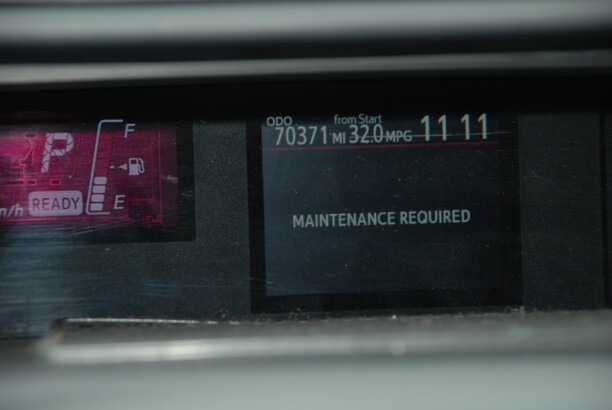 P
F
E
READY
m/h
ODO
from Start
70371 MI 32.0 MPG
11 11
MAINTENANCE REQUIRED